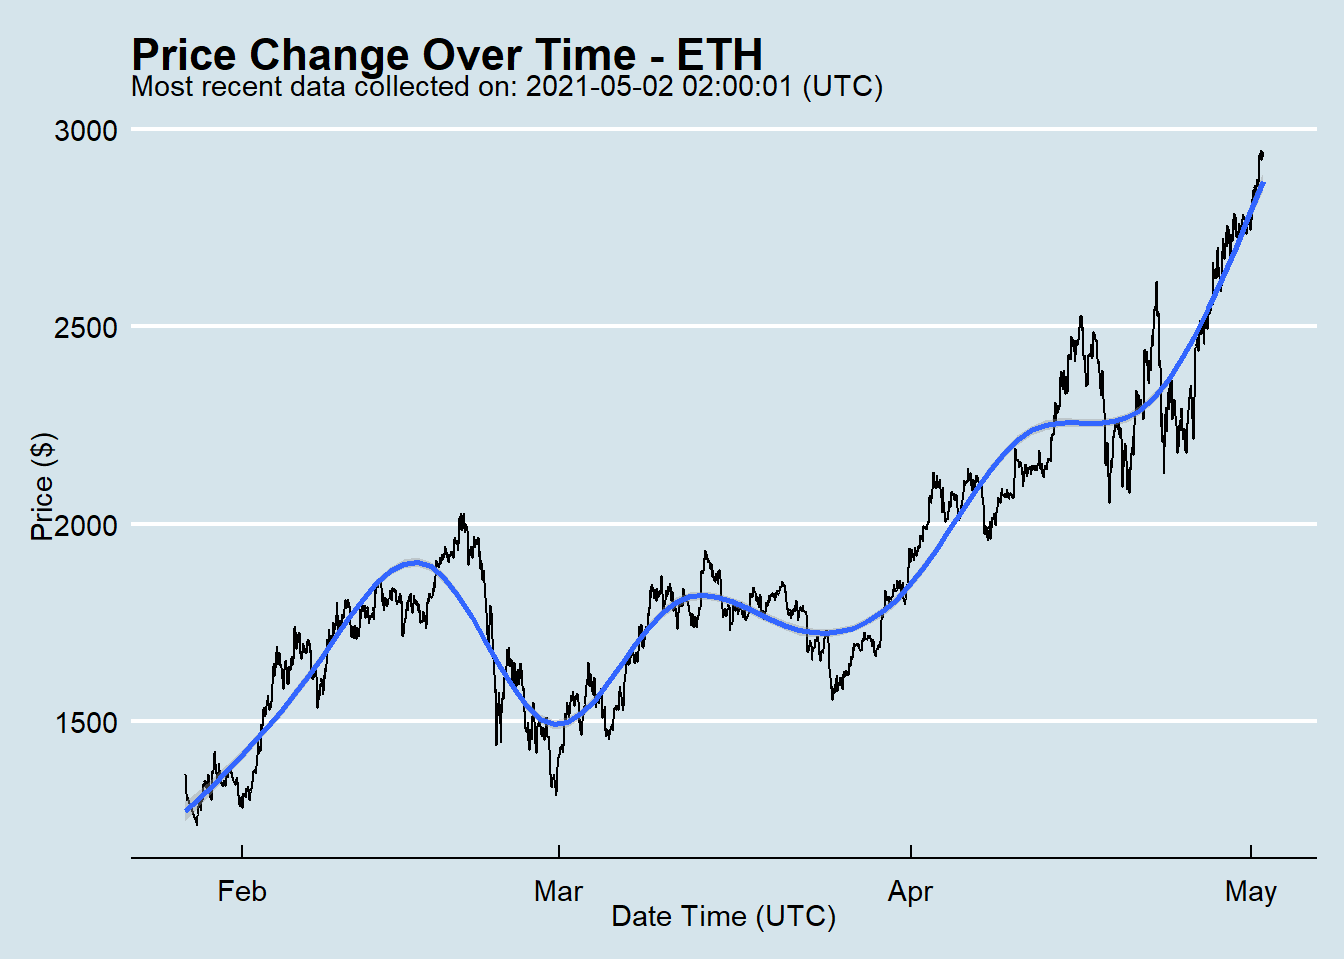 Price Change Over Time - ETH
Most recent data collected on: 2021-05-02 02:00:01 (UTC)
3000
2500
2000
1500
Price ($)
Feb
Mar
Apr
May
Date Time (UTC)